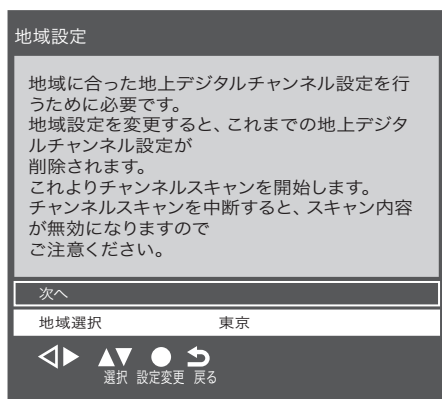 地域設定
地域に合った地上デジタルチャンネル設定を行
うために必要です。
地域設定を変更すると、これまでの地上デジタ
ルチャンネル設定が
削除されます。
これよりチャンネルスキャンを開始します。
チャンネルスキャンを中断すると、スキャン内容
が無効になりますので
ご注意ください。
次へ
地域選択 東京
選択 設定変更 戻る